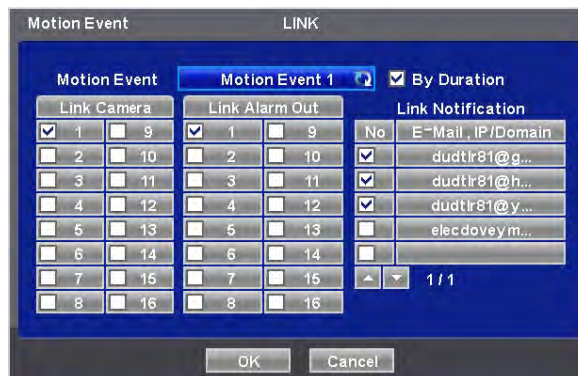 Motion Event LINK
Motion Event Motion Event 1 By Duration
Link Camera Link Alarm Out Link Notification
1 9 1 9 No E-Mail , IP/Domain
2 10 2 10 dudtlr81@g...
3 11 3 11 dudtlr81@h...
4 12 4 12 dudtlr81@y...
5 13 5 13 elecdoveym...
6 14 6 14
7 15 7 15 1 / 1
8 16 8 16
OK Cancel